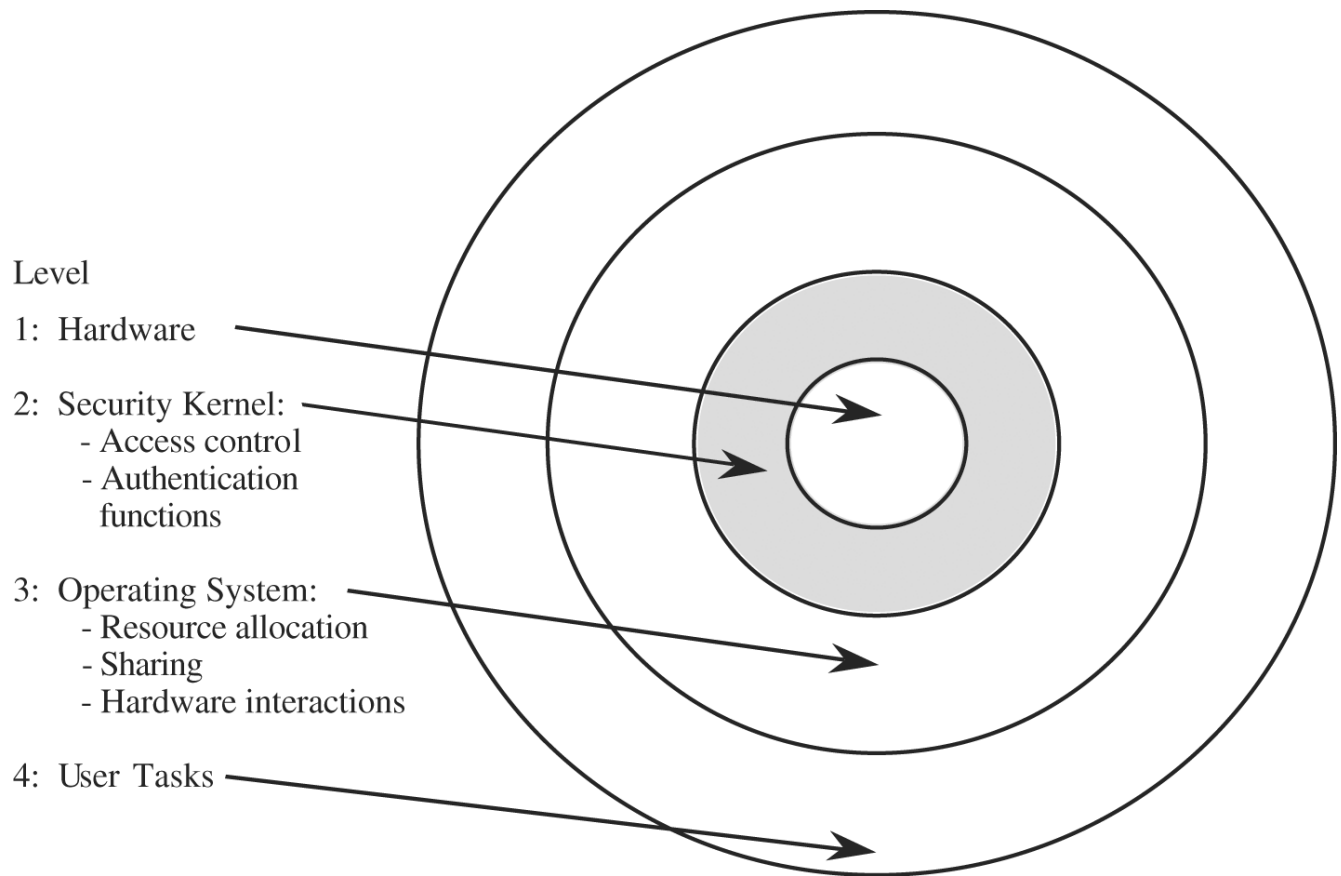 Level
1: Hardware
2: Security Kernel:
- Access control
- Authentication
functions
3: Operating System:
- Resource allocation
- Sharing
- Hardware interactions
4: User Tasks